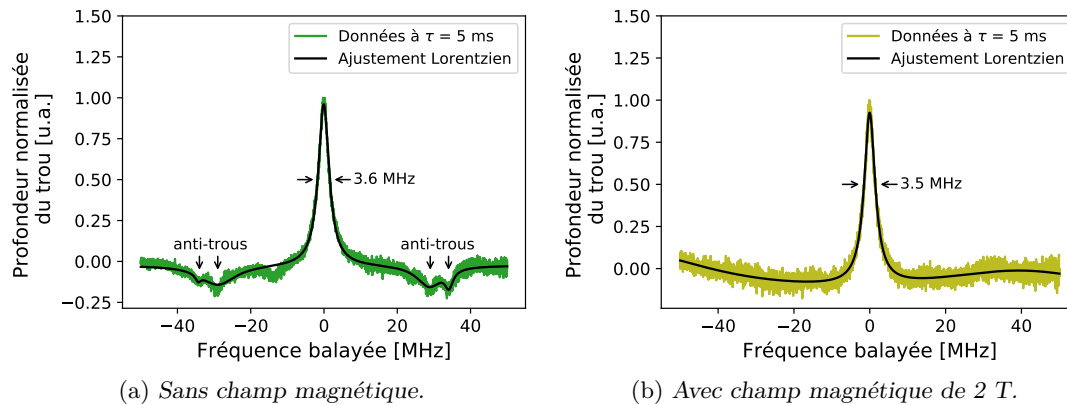 1.50
1.25
1.00
0.75
0.50
0.25
0.00
−0.25
Profondeur normalisée
du trou [u.a.]
Données à τ = 5 ms
Ajustement Lorentzien
3.6 MHz
anti-trous
anti-trous
−40
−20
0
20
40
Fréquence balayée [MHz]
(a) Sans champ magnétique.
1.50
1.25
1.00
0.75
0.50
0.25
0.00
Profondeur normalisée
du trou [u.a.]
Données à τ = 5 ms
Ajustement Lorentzien
3.5 MHz
−40
−20
0
20
40
Fréquence balayée [MHz]
(b) Avec champ magnétique de 2 T.